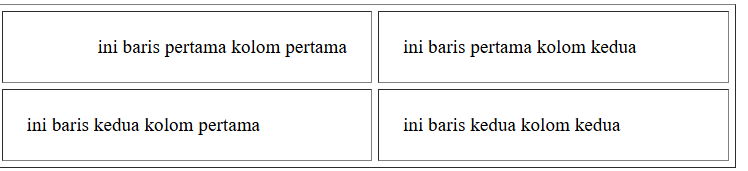 ini baris pertama kolom pertama
ini baris pertama kolom kedua
ini baris kedua kolom pertama
ini baris kedua kolom kedua